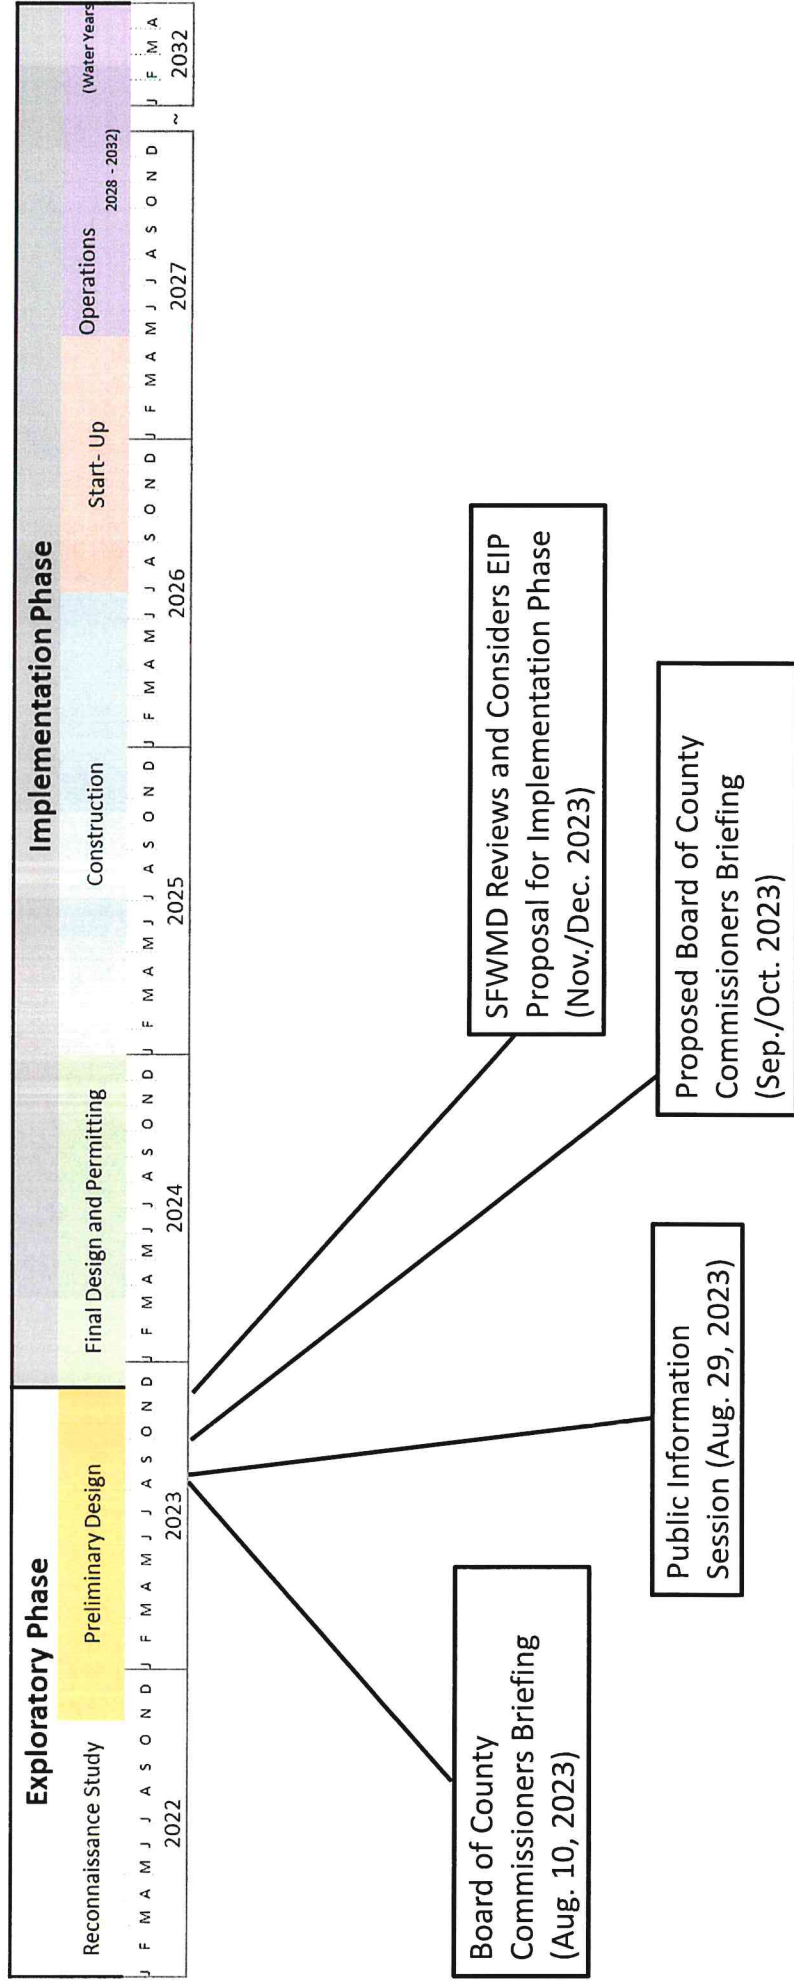 Exploratory Phase
Implementation Phase
Reconnaissance Study
Preliminary Design
Final Design and Permitting
Construction
Start- Up
Operations
(Water Years
2028 - 2032)
J F M A M J J A S O N D
J F M A M J J A S O N D
J F M A M J J A S O N D
J F M A M J J A S O N D
J F M A M J J A S O N D
J F M A M J J A S O N D
~
J F M A
2022
2023
2024
2025
2026
2027
2032
Board of County
Commissioners Briefing
(Aug. 10, 2023)
Public Information
Session (Aug. 29, 2023)
Proposed Board of County
Commissioners Briefing
(Sep./Oct. 2023)
SFWMD Reviews and Considers EIP
Proposal for Implementation Phase
(Nov./Dec. 2023)